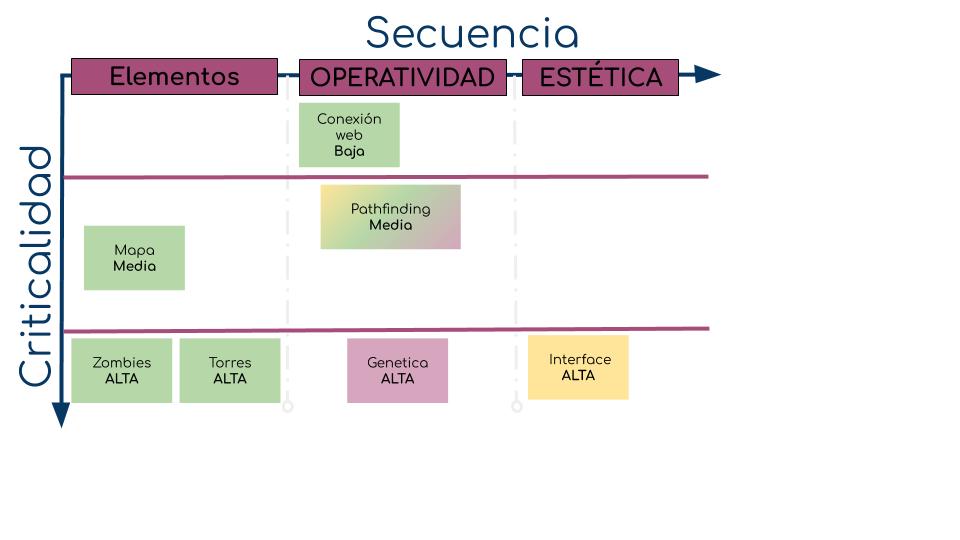 Secuencia
Elementos
OPERATIVIDAD
ESTÉTICA
Criticalidad
Conexión
web
Baja
Pathfinding
Media
Mapa
Media
Zombies
ALTA
Torres
ALTA
Genetica
ALTA
Interface
ALTA